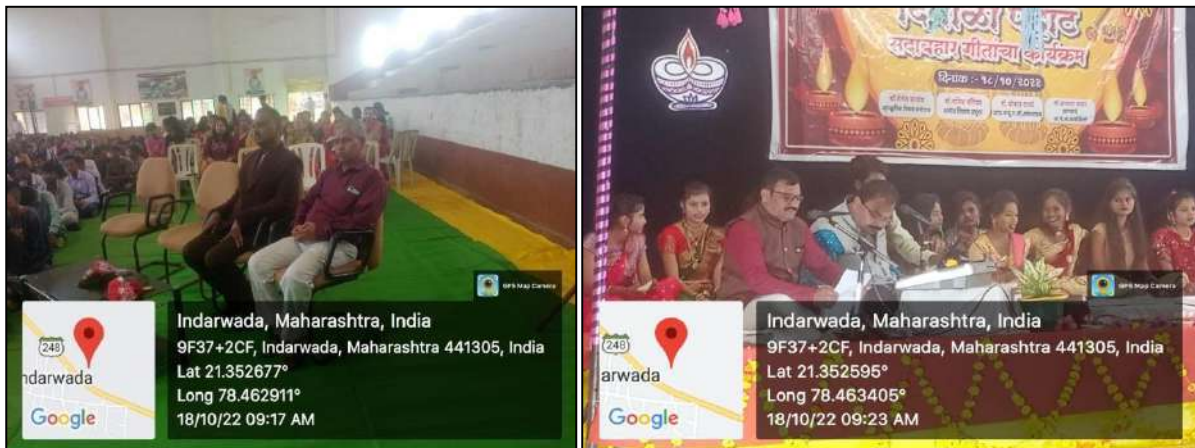 248
ndarwada
Google
GPS Map Camera
Indarwada, Maharashtra, India
9F37+2CF, Indarwada, Maharashtra 441305, India
Lat 21.352677°
Long 78.462911°
18/10/22 09:17 AM
सदाबहार गीतांचा कार्यक्रम
दिनांक :- १८/१०/२०२२
248
arwada
Google
GPS Map Camera
Indarwada, Maharashtra, India
9F37+2CF, Indarwada, Maharashtra 441305, India
Lat 21.352595°
Long 78.463405°
18/10/22 09:23 AM